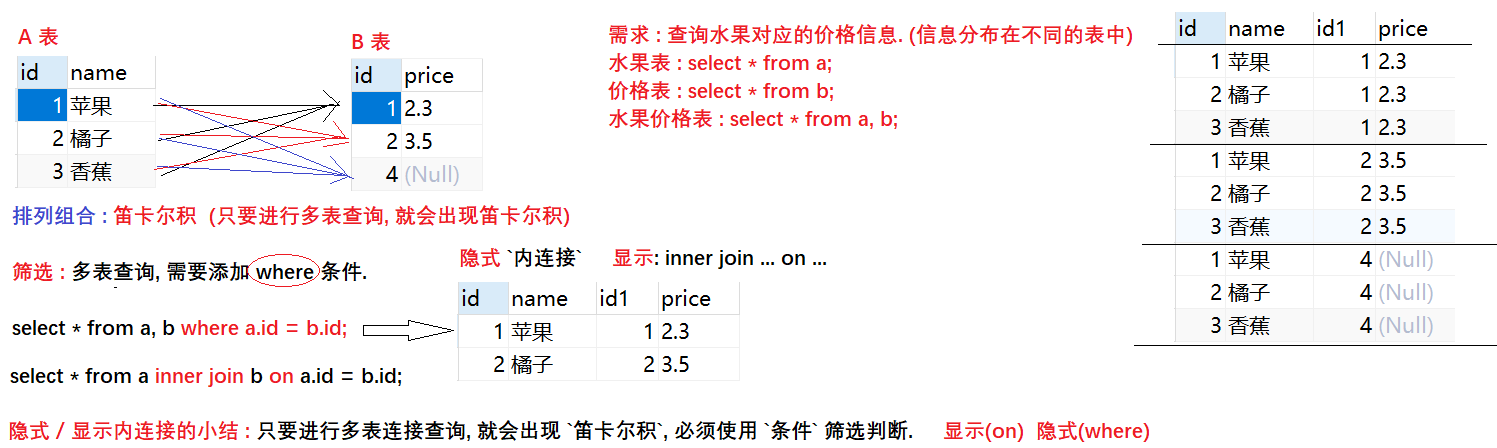 A 表
id name
1 苹果
2 橘子
3 香蕉
B 表
id price
1 2.3
2 3.5
4 (Null)
需求 : 查询水果对应的价格信息. (信息分布在不同的表中)
水果表 : select * from a;
价格表 : select * from b;
水果价格表 : select * from a, b;
id name id1 price
1 苹果 1 2.3
2 橘子 1 2.3
3 香蕉 1 2.3
1 苹果 2 3.5
2 橘子 2 3.5
3 香蕉 2 3.5
1 苹果 4 (Null)
2 橘子 4 (Null)
3 香蕉 4 (Null)
排列组合 : 笛卡尔积 (只要进行多表查询, 就会出现笛卡尔积)
筛选 : 多表查询, 需要添加 where 条件.
select * from a, b where a.id = b.id;
select * from a inner join b on a.id = b.id;
隐式 `内连接` 显示: inner join ... on ...
id name id1 price
1 苹果 1 2.3
2 橘子 2 3.5
隐式 / 显示内连接的小结 : 只要进行多表连接查询, 就会出现 `笛卡尔积`, 必须使用 `条件` 筛选判断. 显示(on) 隐式(where)